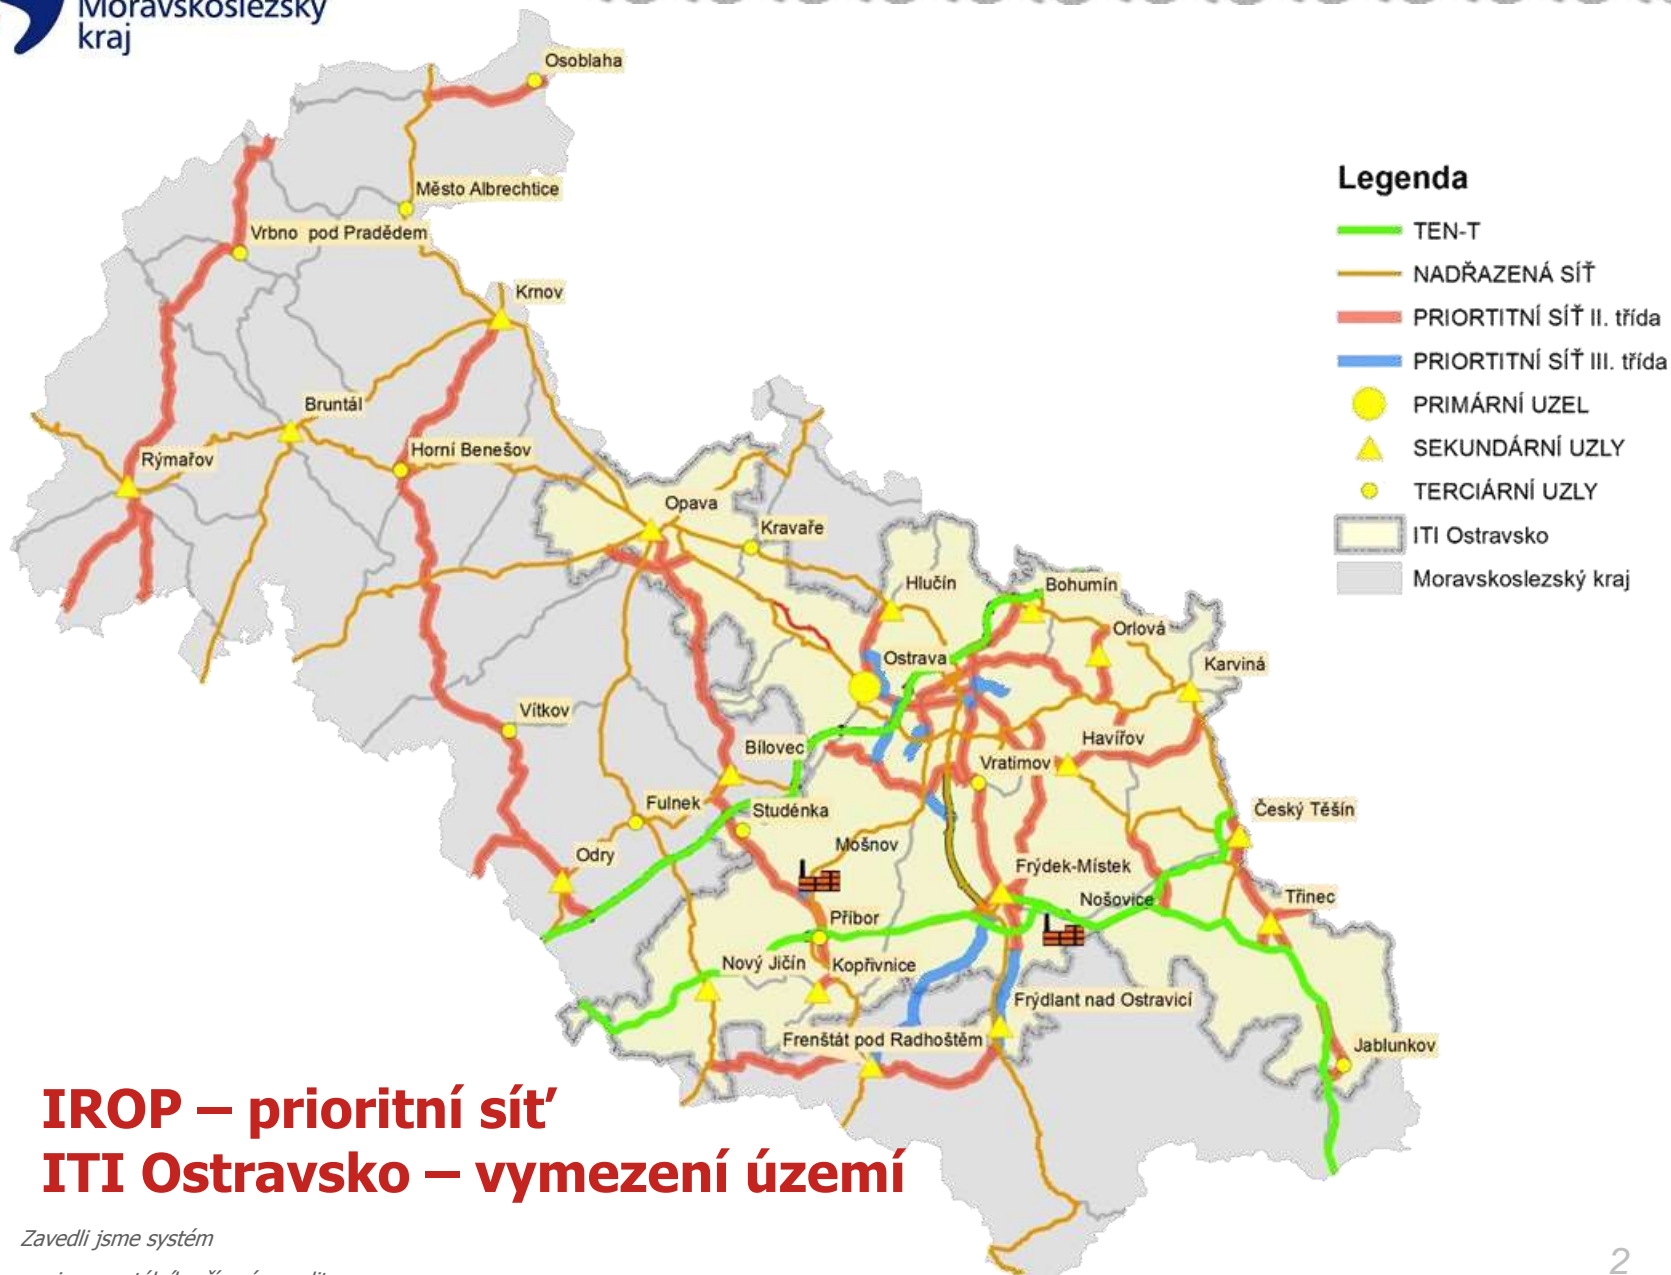 Moravskoslezský
kraj
Osoblaha
Město Albrechtice
Vrbno pod Pradědem
Krnov
Bruntál
Horní Benešov
Rýmařov
Opava
Kravaře
Hlučín
Bohumín
Orlová
Ostrava
Karviná
Vítkov
Bílovec
Havířov
Vratimov
Fulnek
Studénka
Český Těšín
Mošnov
Odry
Frýdek-Místek
Nošovice
Třinec
Příbor
Nový Jičín
Kopřivnice
Frýdlant nad Ostravicí
Frenštát pod Radhoštěm
Jablunkov
Legenda
TEN-T
NADŘAZENÁ SÍŤ
PRIORTITNÍ SÍŤ II. třída
PRIORTITNÍ SÍŤ III. třída
PRIMÁRNÍ UZEL
SEKUNDÁRNÍ UZLY
TERCIÁRNÍ UZLY
ITI Ostravsko
Moravskoslezský kraj
IROP – prioritní síť
ITI Ostravsko – vymezení území
Zavedli jsme systém
2